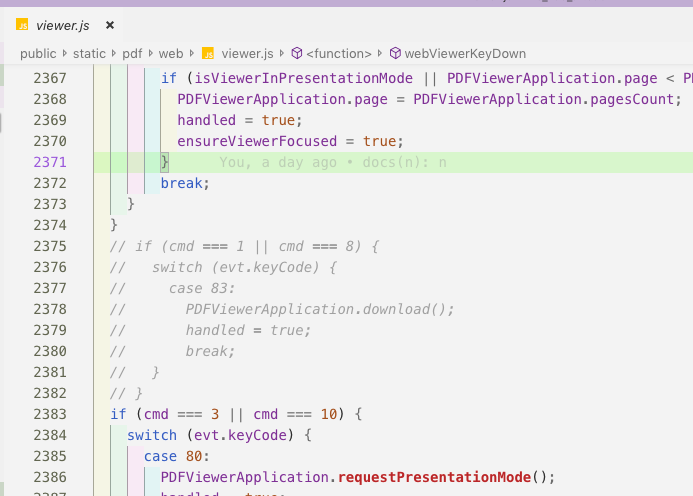 JS viewer.js ×
public › static › pdf › web › JS viewer.js › <function> › webViewerKeyDown
2367 if (isViewerInPresentationMode || PDFViewerApplication.page < P
2368 PDFViewerApplication.page = PDFViewerApplication.pagesCount;
2369 handled = true;
2370 ensureViewerFocused = true;
2371 } You, a day ago • docs(n): n
2372 break;
2373 }
2374 }
2375 // if (cmd === 1 || cmd === 8) {
2376 //   switch (evt.keyCode) {
2377 //     case 83:
2378 //       PDFViewerApplication.download();
2379 //       handled = true;
2380 //       break;
2381 //   }
2382 // }
2383 if (cmd === 3 || cmd === 10) {
2384 switch (evt.keyCode) {
2385 case 80:
2386 PDFViewerApplication.requestPresentationMode();
2387 handled = true;